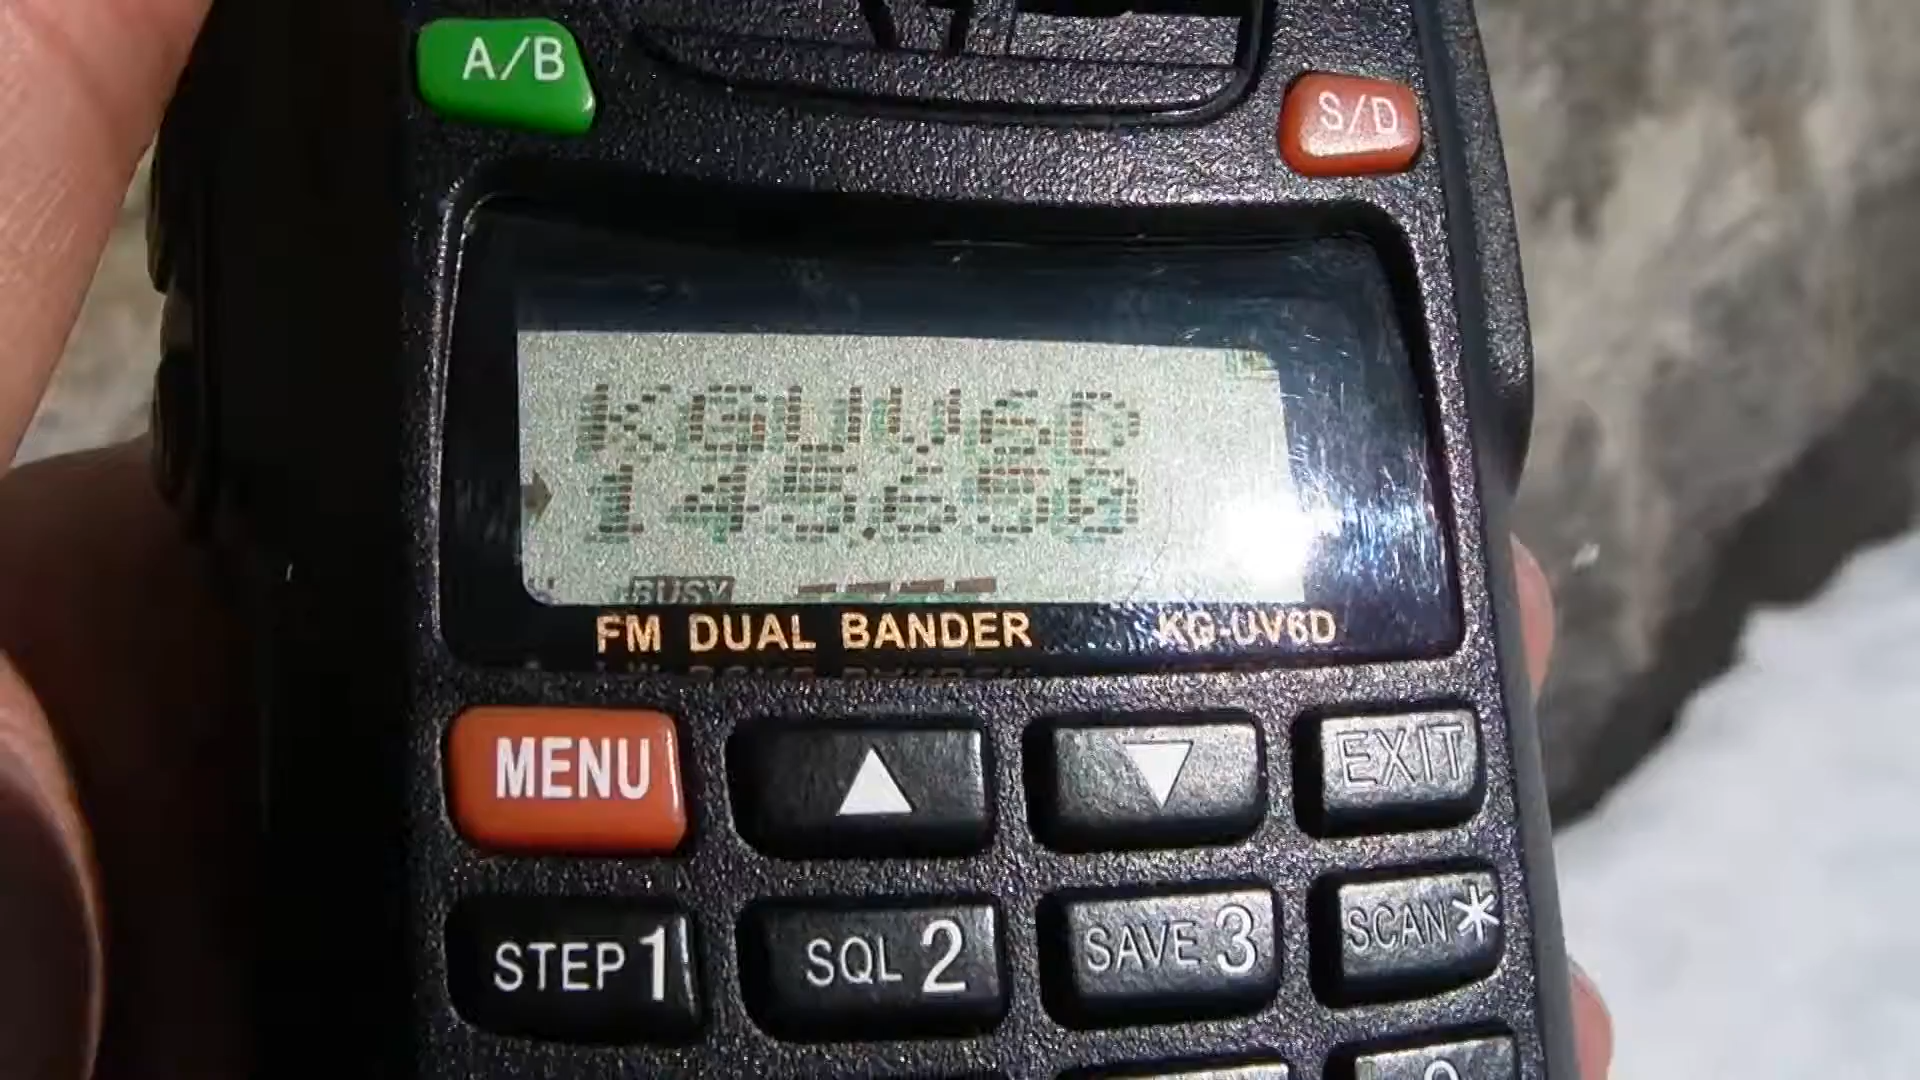 A/B
S/D
KGUV6D
145.650
BUSY
FM DUAL BANDER KG-UV6D
MENU ▲ ▼ EXIT
STEP 1 SQL 2 SAVE 3 SCAN *